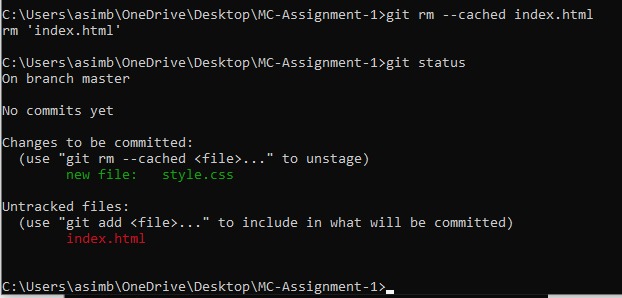 C:\Users\asimb\OneDrive\Desktop\MC-Assignment-1>git rm --cached index.html
rm 'index.html'
C:\Users\asimb\OneDrive\Desktop\MC-Assignment-1>git status
On branch master
No commits yet
Changes to be committed:
(use "git rm --cached <file>..." to unstage)
new file:   style.css
Untracked files:
(use "git add <file>..." to include in what will be committed)
index.html
C:\Users\asimb\OneDrive\Desktop\MC-Assignment-1>